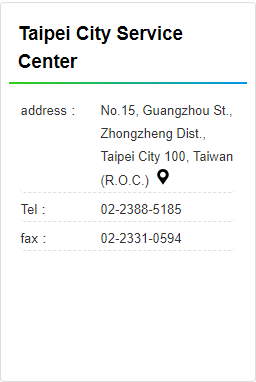 Taipei City Service
Center
address：
No.15, Guangzhou St.,
Zhongzheng Dist.,
Taipei City 100, Taiwan
(R.O.C.)
Tel： 02-2388-5185
fax： 02-2331-0594